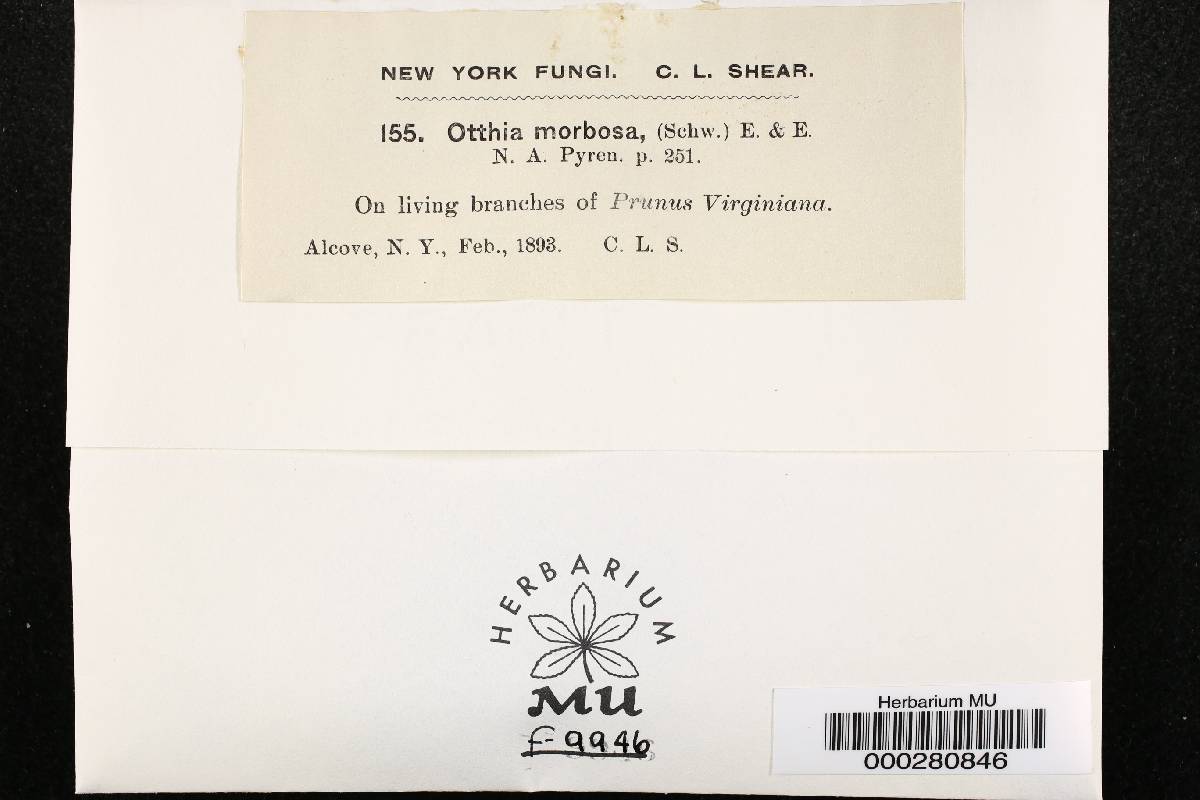 NEW YORK FUNGI. C. L. SHEAR.
155. Otthia morbosa, (Schw.) E. & E.
N. A. Pyren. p. 251.
On living branches of Prunus Virginiana.
Alcove, N. Y., Feb., 1893. C. L. S.
HERBARIUM
MU
f-9946
Herbarium MU
000280846